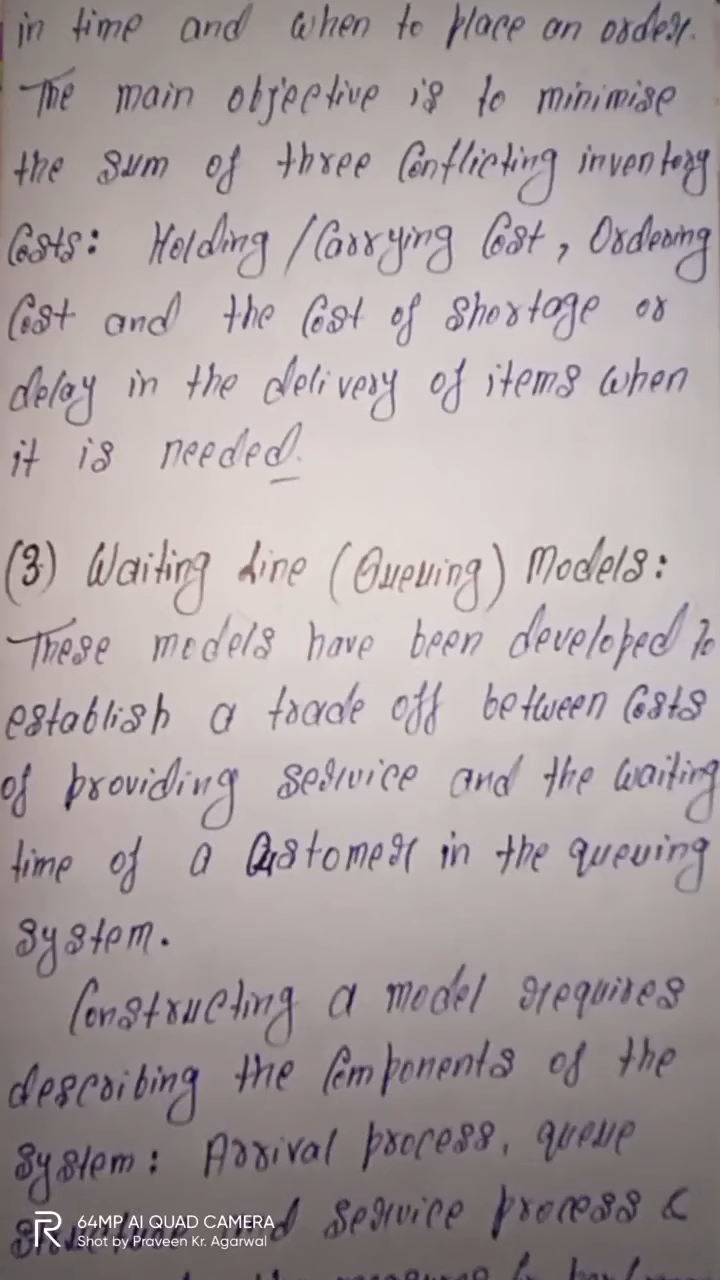 in time and when to place an order.
The main objective is to minimise
the sum of three Conflicting inventory
Costs: Holding/Carrying Cost, Ordering
Cost and the Cost of shortage or
delay in the delivery of items when
it is needed.
(3) Waiting Line (Queuing) Models:
These models have been developed to
establish a trade off between Costs
of providing service and the waiting
time of a Customer in the queuing
system.
Constructing a model requires
describing the Components of the
system: Arrival process, queue
service process &
64MP AI QUAD CAMERA
Shot by Praveen Kr. Agarwal